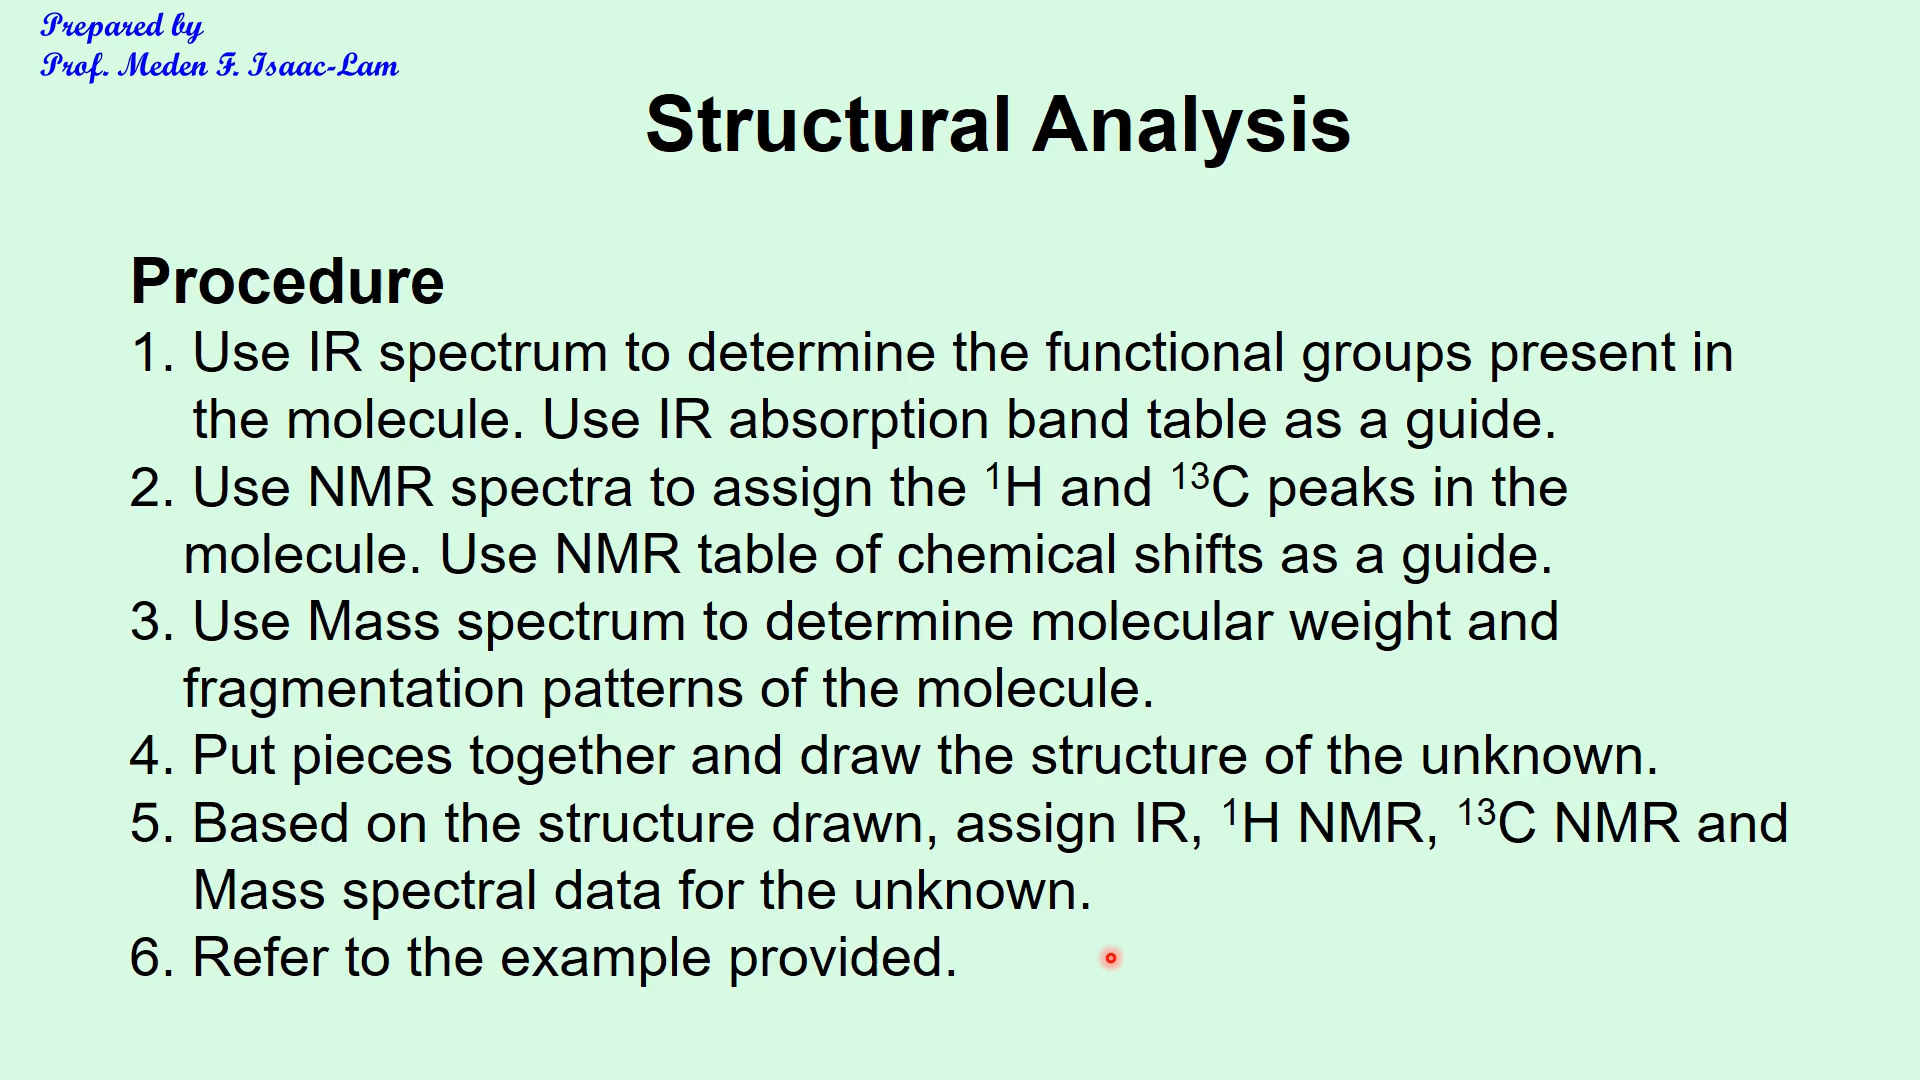 Prepared by
Prof. Meden F. Isaac-Lam
Structural Analysis
Procedure
1. Use IR spectrum to determine the functional groups present in
the molecule. Use IR absorption band table as a guide.
2. Use NMR spectra to assign the ¹H and ¹³C peaks in the
molecule. Use NMR table of chemical shifts as a guide.
3. Use Mass spectrum to determine molecular weight and
fragmentation patterns of the molecule.
4. Put pieces together and draw the structure of the unknown.
5. Based on the structure drawn, assign IR, ¹H NMR, ¹³C NMR and
Mass spectral data for the unknown.
6. Refer to the example provided.